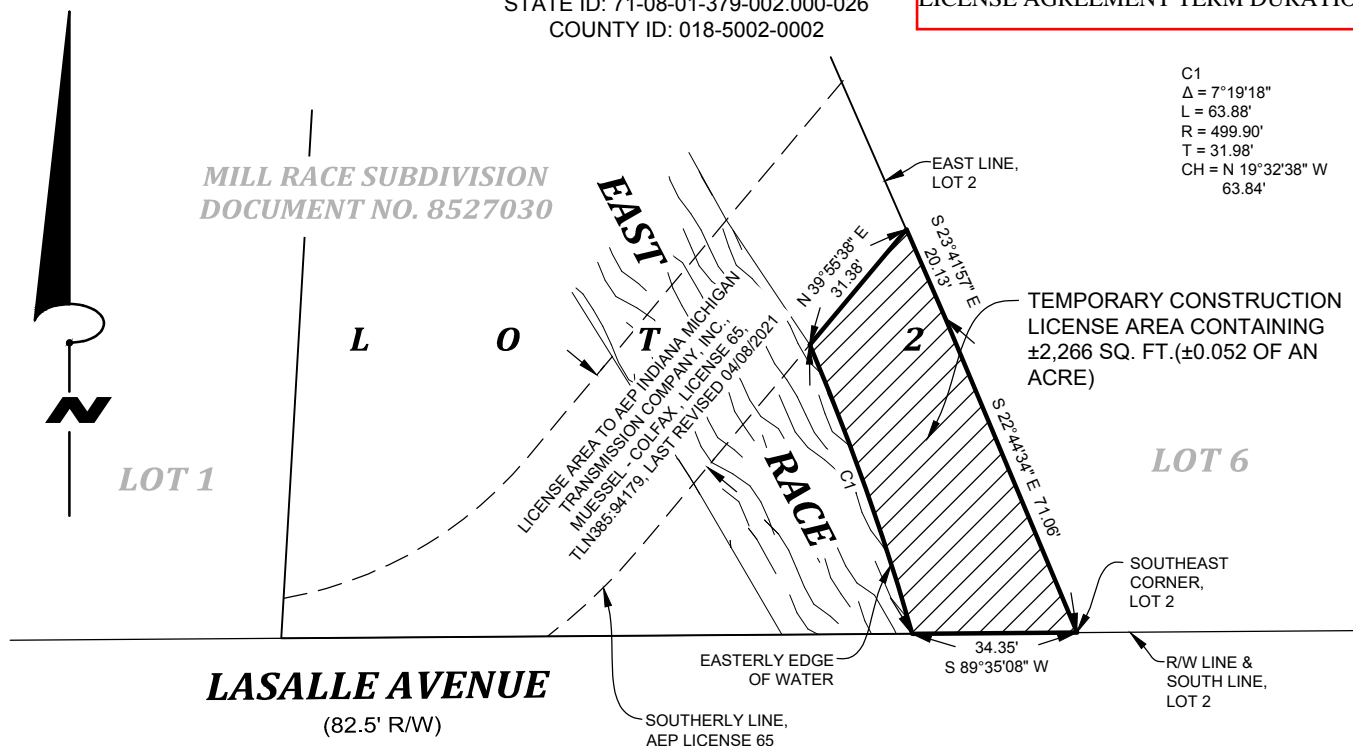 STATE ID: 71-08-01-379-002.000-026
COUNTY ID: 018-5002-0002
LICENSE AGREEMENT TERM DURATIO
C1
Δ = 7°19'18"
L = 63.88'
R = 499.90'
T = 31.98'
CH = N 19°32'38" W
63.84'
MILL RACE SUBDIVISION
DOCUMENT NO. 8527030
EAST LINE,
LOT 2
EAST
RACE
N 39°55'38" E
31.38'
S 23°41'57" E
20.13'
TEMPORARY CONSTRUCTION
LICENSE AREA CONTAINING
±2,266 SQ. FT.(±0.052 OF AN
ACRE)
L O T 2
N
LICENSE AREA TO AEP INDIANA MICHIGAN
TRANSMISSION COMPANY, INC.,
MUESSEL - COLFAX , LICENSE 65,
TLN385:94179, LAST REVISED 04/08/2021
S 22°44'34" E 71.06'
LOT 1
LOT 6
C1
SOUTHEAST
CORNER,
LOT 2
EASTERLY EDGE
OF WATER
34.35'
S 89°35'08" W
R/W LINE &
SOUTH LINE,
LOT 2
LASALLE AVENUE
(82.5' R/W)
SOUTHERLY LINE,
AEP LICENSE 65